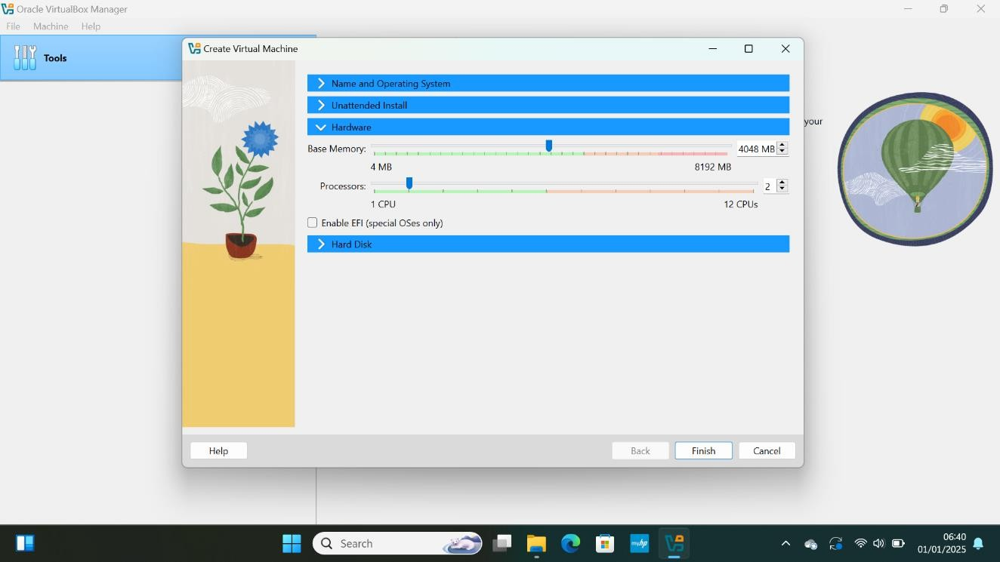 Oracle VirtualBox Manager
File Machine Help
Tools
Create Virtual Machine
Name and Operating System
Unattended Install
your
Hardware
Base Memory: 4048 MB
4 MB 8192 MB
Processors: 2
1 CPU 12 CPUs
Enable EFI (special OSes only)
Hard Disk
Help Back Finish Cancel
Search
myhp
06:40
01/01/2025